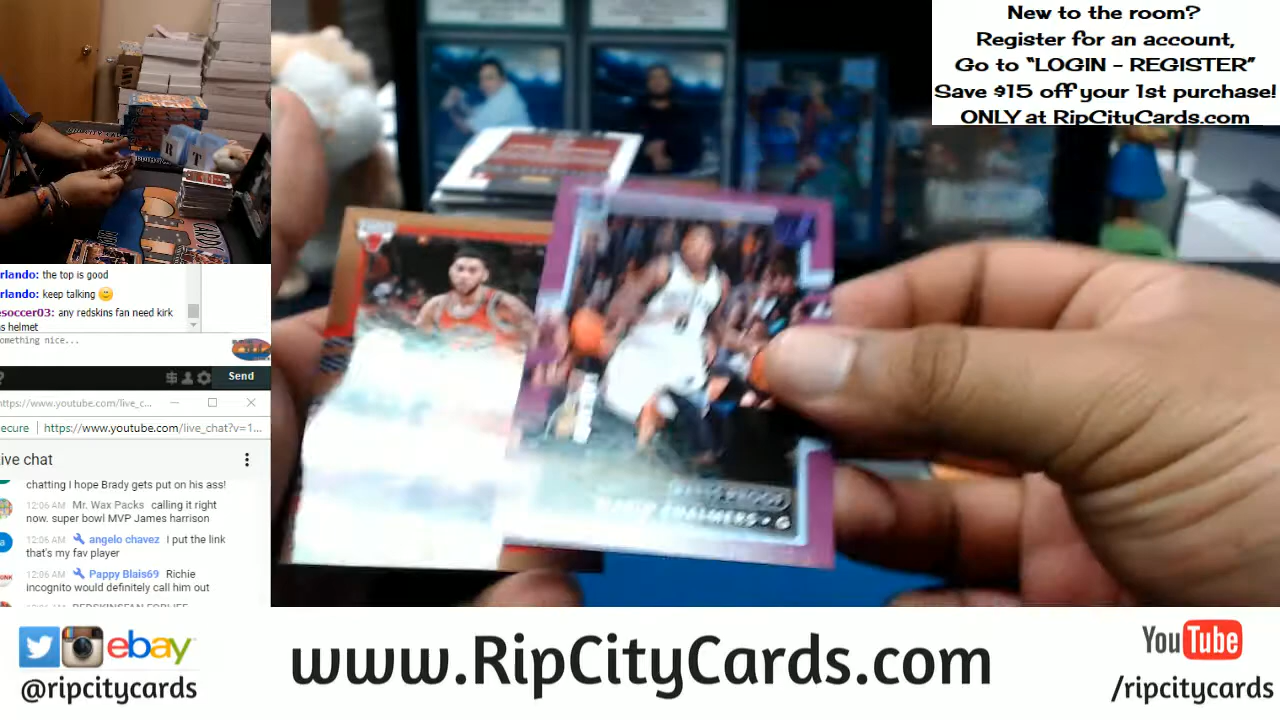 New to the room?
Register for an account,
Go to “LOGIN - REGISTER”
Save $15 off your 1st purchase!
ONLY at RipCityCards.com
rlando: the top is good
rlando: keep talking
esoccer03: any redskins fan need kirk
s helmet
omething nice...
Send
https://www.youtube.com/live_c...
ecure https://www.youtube.com/live_chat?v=1...
ive chat
chatting I hope Brady gets put on his ass!
12:06 AM Mr. Wax Packs calling it right
now. super bowl MVP James harrison
12:06 AM angelo chavez I put the link
that's my fav player
12:06 AM Pappy Blais69 Richie
incognito would definitely call him out
ebay
@ripcitycards
www.RipCityCards.com
YouTube
/ripcitycards